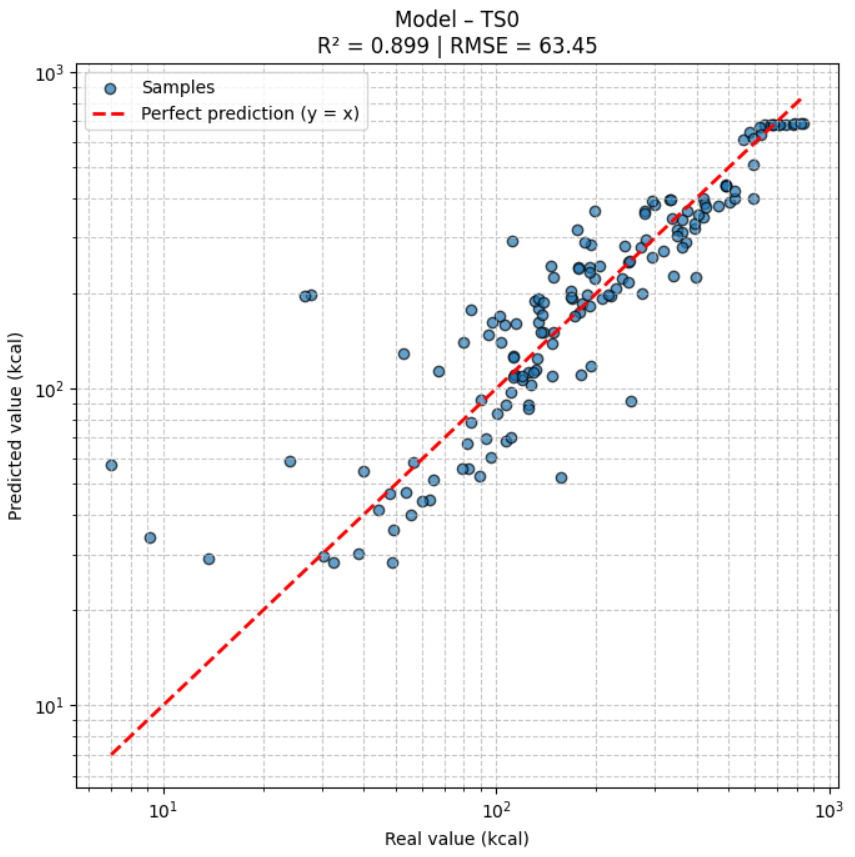 Model – TS0
R² = 0.899 | RMSE = 63.45
Samples
Perfect prediction (y = x)
10³
10²
10¹
Predicted value (kcal)
10¹
10²
10³
Real value (kcal)